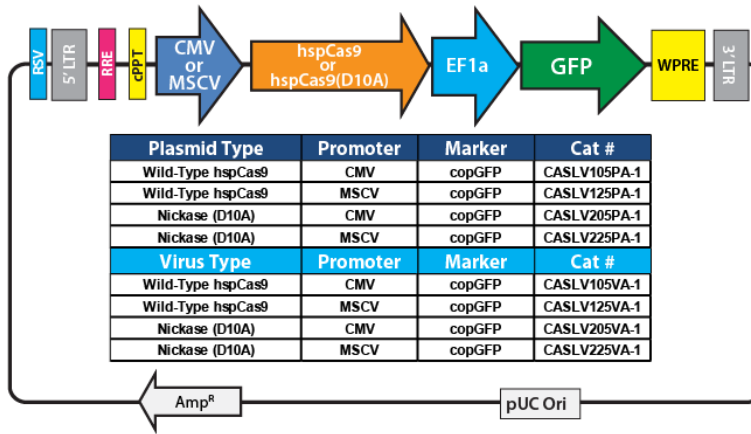 RSV
5' LTR
RRE
cPPT
CMV
or
MSCV
hspCas9
or
hspCas9(D10A)
EF1a
GFP
WPRE
3' LTR
Plasmid Type Promoter Marker Cat #
Wild-Type hspCas9 CMV copGFP CASLV105PA-1
Wild-Type hspCas9 MSCV copGFP CASLV125PA-1
Nickase (D10A) CMV copGFP CASLV205PA-1
Nickase (D10A) MSCV copGFP CASLV225PA-1
Virus Type Promoter Marker Cat #
Wild-Type hspCas9 CMV copGFP CASLV105VA-1
Wild-Type hspCas9 MSCV copGFP CASLV125VA-1
Nickase (D10A) CMV copGFP CASLV205VA-1
Nickase (D10A) MSCV copGFP CASLV225VA-1
Ampᴿ
pUC Ori